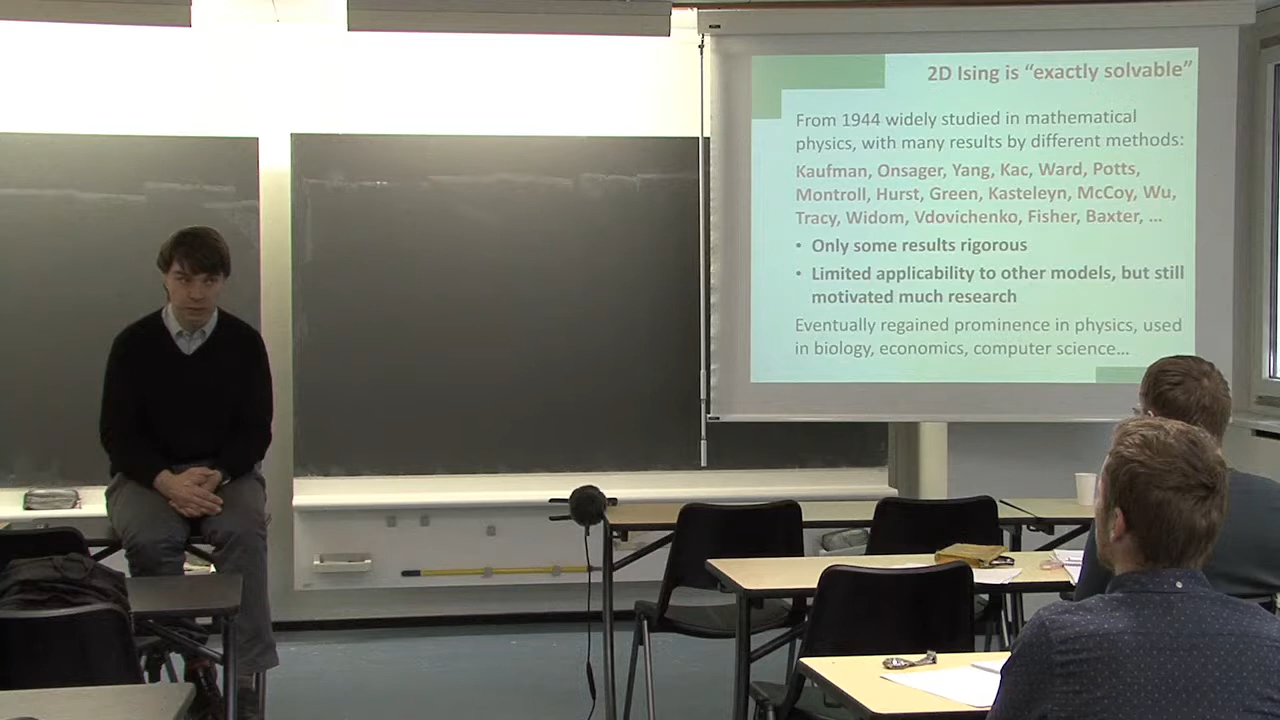 2D Ising is “exactly solvable”
From 1944 widely studied in mathematical
physics, with many results by different methods:
Kaufman, Onsager, Yang, Kac, Ward, Potts,
Montroll, Hurst, Green, Kasteleyn, McCoy, Wu,
Tracy, Widom, Vdovichenko, Fisher, Baxter, …
• Only some results rigorous
• Limited applicability to other models, but still
motivated much research
Eventually regained prominence in physics, used
in biology, economics, computer science…